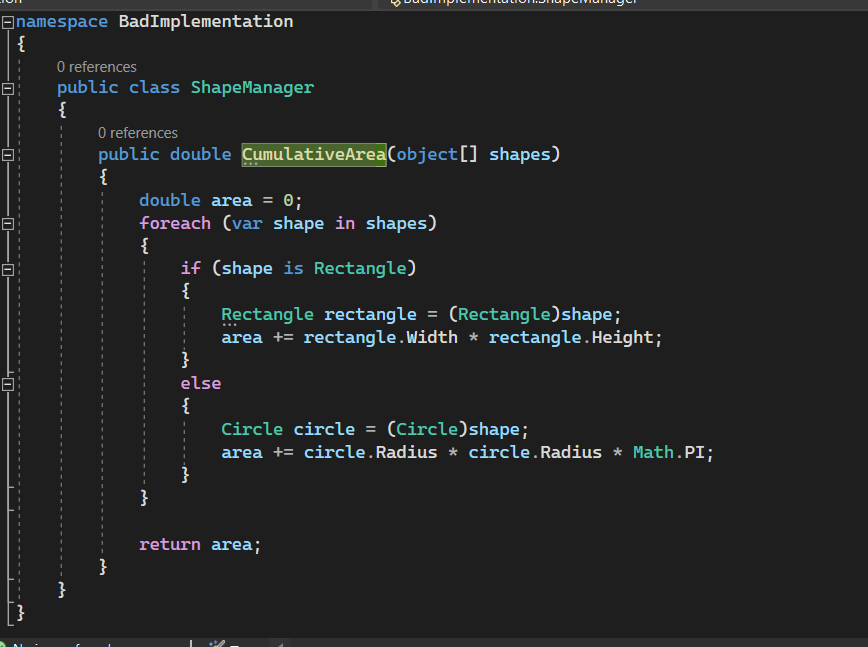 BadImplementation.ShapeManager
namespace BadImplementation
{
0 references
public class ShapeManager
{
0 references
public double CumulativeArea(object[] shapes)
{
double area = 0;
foreach (var shape in shapes)
{
if (shape is Rectangle)
{
Rectangle rectangle = (Rectangle)shape;
area += rectangle.Width * rectangle.Height;
}
else
{
Circle circle = (Circle)shape;
area += circle.Radius * circle.Radius * Math.PI;
}
}
return area;
}
}
}